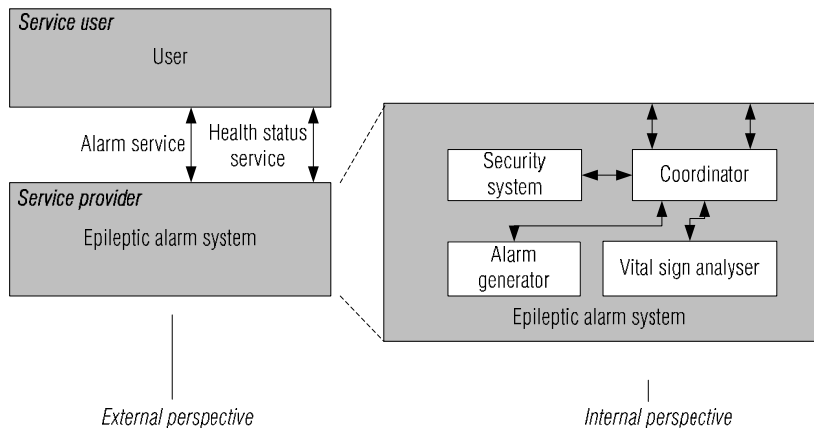 Service user
User
Alarm service
Health status
service
Service provider
Epileptic alarm system
External perspective
Security
system
Coordinator
Alarm
generator
Vital sign analyser
Epileptic alarm system
Internal perspective